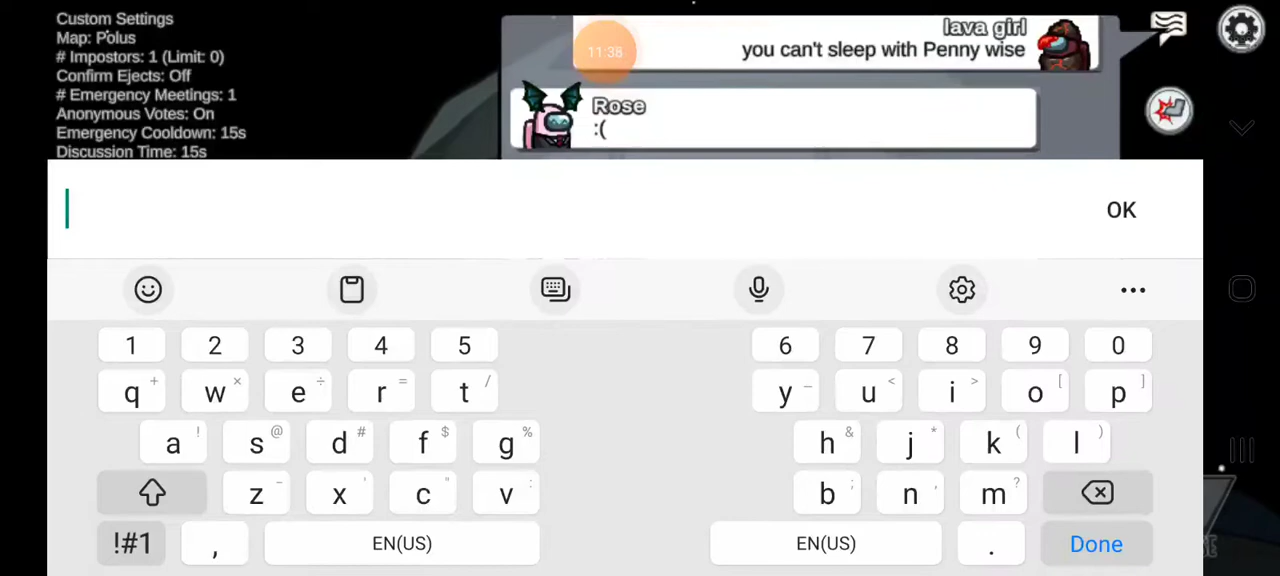 Custom Settings
Map: Polus
# Impostors: 1 (Limit: 0)
Confirm Ejects: Off
# Emergency Meetings: 1
Anonymous Votes: On
Emergency Cooldown: 15s
Discussion Time: 15s
lava girl
you can't sleep with Penny wise
11:38
Rose
:(
OK
1 2 3 4 5 6 7 8 9 0
q + w × e ÷ r = t / y _ u < i > o [ p ]
a ! s @ d # f $ g % h & j * k ( l )
z - x ' c " v : b ; n , m ?
!#1 , EN(US) EN(US) . Done